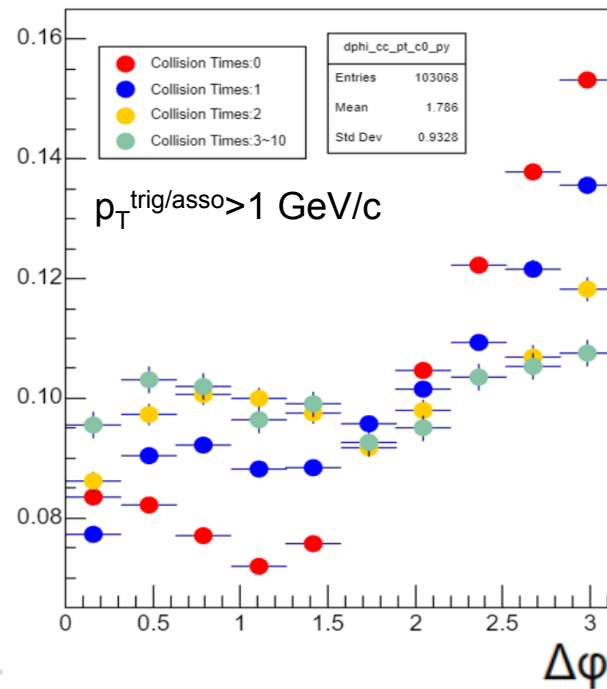 0.16
0.14
0.12
0.10
0.08
Collision Times:0
Collision Times:1
Collision Times:2
Collision Times:3~10
dphi_cc_pt_c0_py
Entries 103068
Mean 1.786
Std Dev 0.9328
p_T^trig/asso>1 GeV/c
0 0.5 1 1.5 2 2.5 3
Δφ